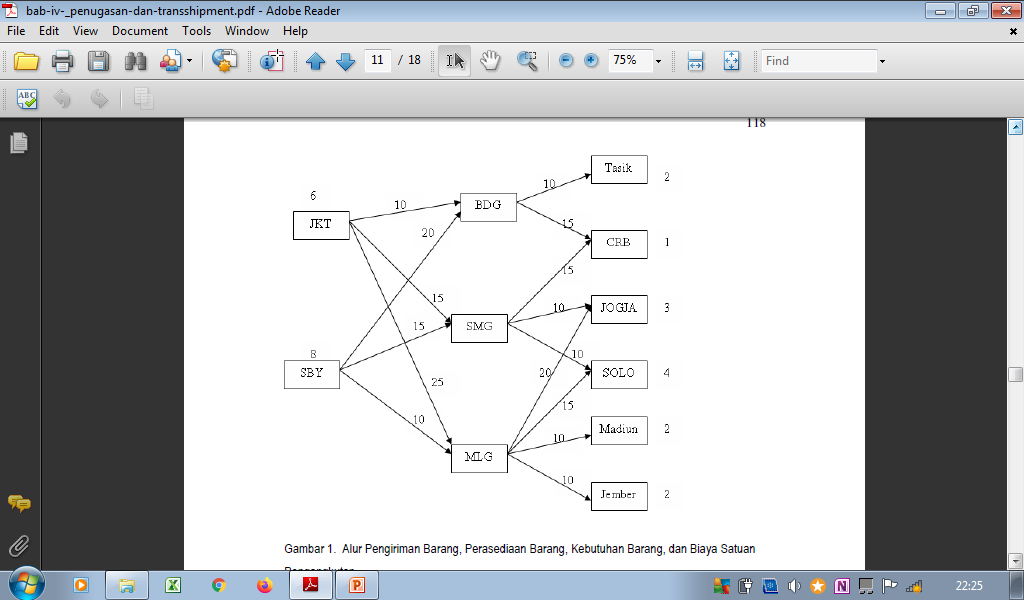 bab-iv-_penugasan-dan-transshipment.pdf - Adobe Reader
File Edit View Document Tools Window Help
11 / 18 75% Find
118
Tasik
10
2
6
10
BDG
JKT
20
15
CRB
1
15
15
10
JOGJA
3
15
SMG
8
10
SBY
20
SOLO
4
25
15
10
Madiun
2
10
MLG
10
Jember
2
Gambar 1. Alur Pengiriman Barang, Perasediaan Barang, Kebutuhan Barang, dan Biaya Satuan
22:25